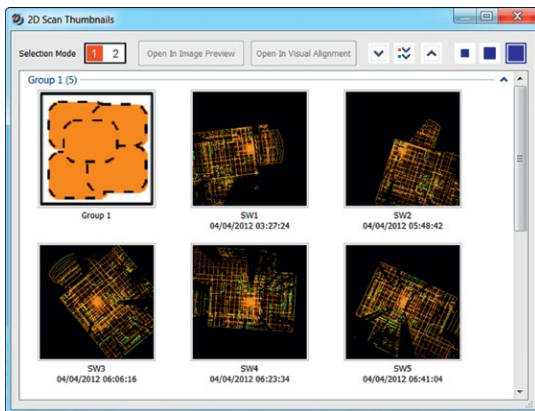 2D Scan Thumbnails
Selection Mode 1 2 Open In Image Preview Open In Visual Alignment
Group 1 (5)
Group 1
SW1
04/04/2012 03:27:24
SW2
04/04/2012 05:48:42
SW3
04/04/2012 06:06:16
SW4
04/04/2012 06:23:34
SW5
04/04/2012 06:41:04